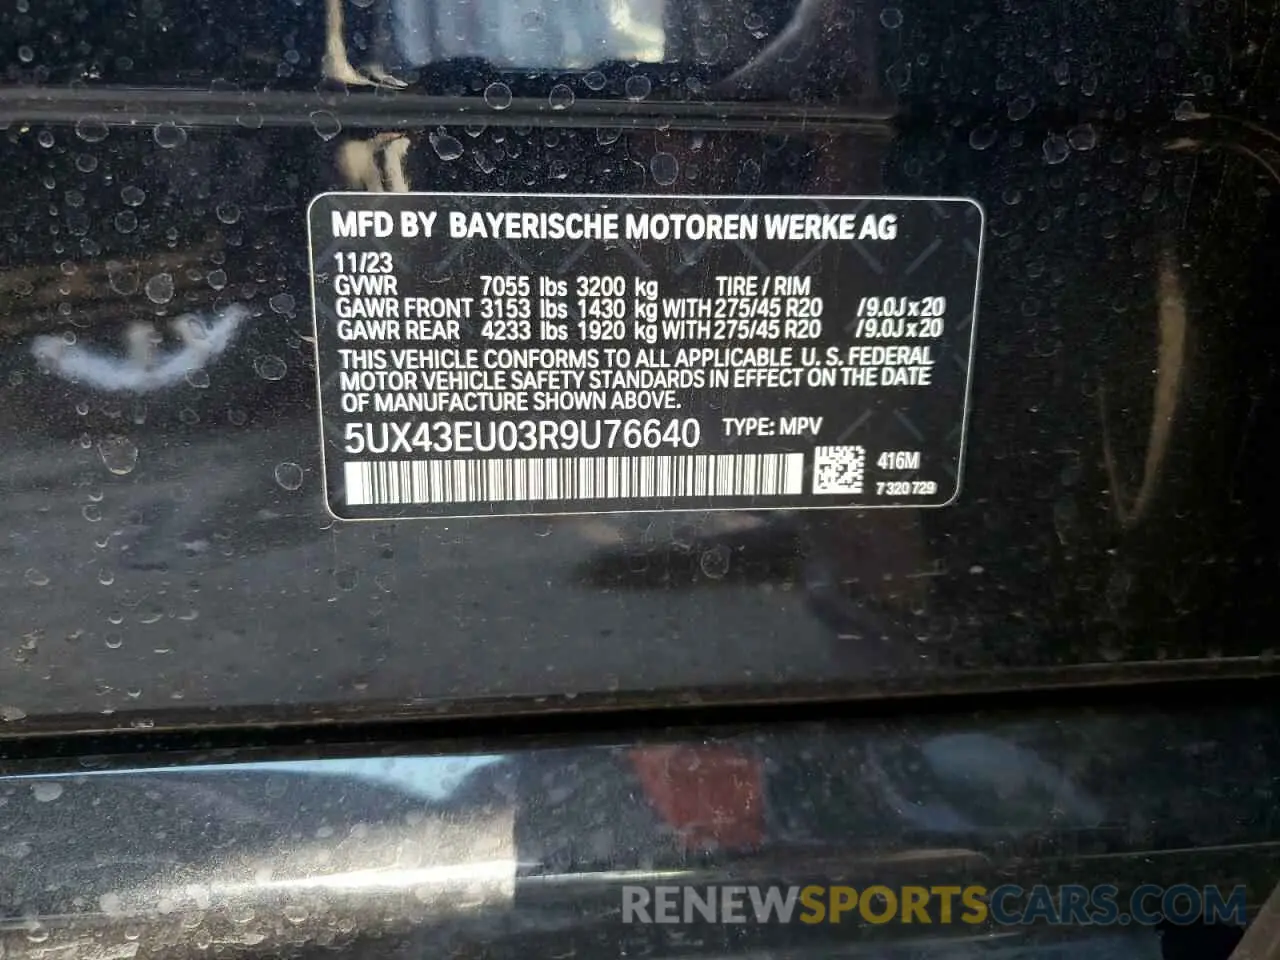 MFD BY BAYERISCHE MOTOREN WERKE AG
11/23
GVWR 7055 lbs 3200 kg TIRE / RIM
GAWR FRONT 3153 lbs 1430 kg WITH 275/45 R20 /9.0J x 20
GAWR REAR 4233 lbs 1920 kg WITH 275/45 R20 /9.0J x 20
THIS VEHICLE CONFORMS TO ALL APPLICABLE U. S. FEDERAL
MOTOR VEHICLE SAFETY STANDARDS IN EFFECT ON THE DATE
OF MANUFACTURE SHOWN ABOVE.
5UX43EU03R9U76640 TYPE: MPV
416M
7 320 729
RENEWSPORTSCARS.COM